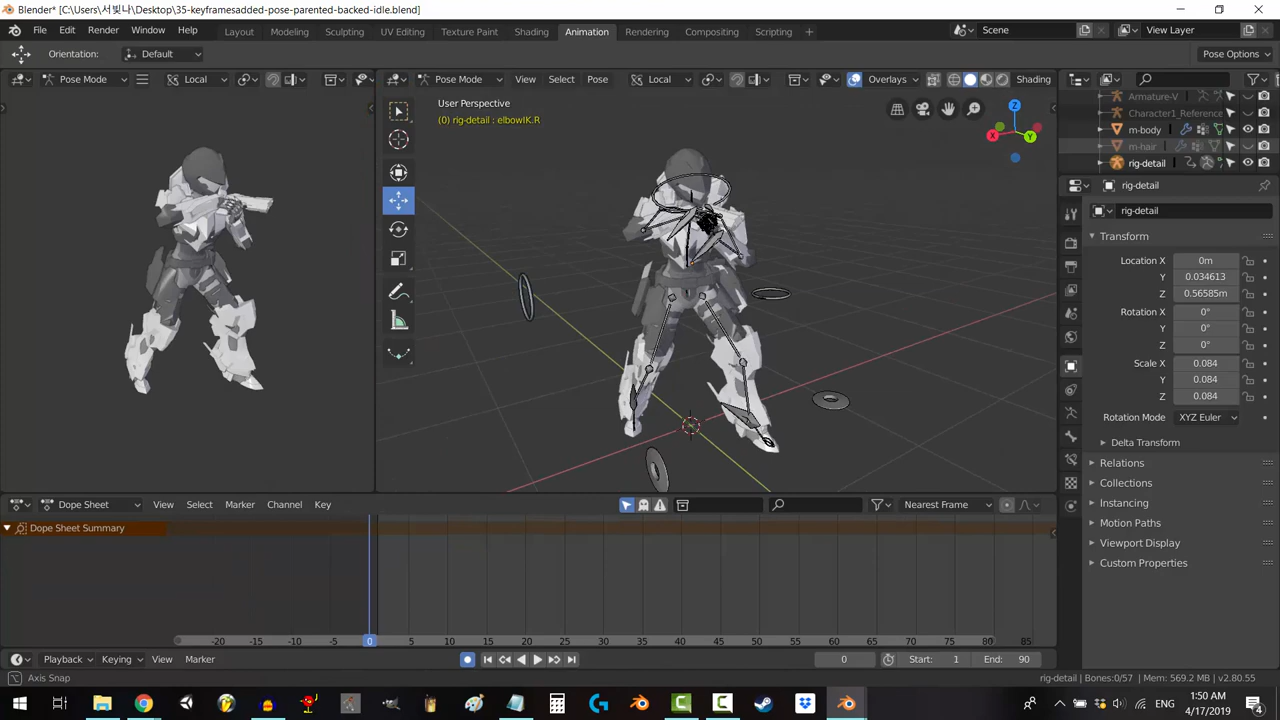 Blender* [C:\Users\서빛나\Desktop\35-keyframesadded-pose-parented-backed-idle.blend]
File Edit Render Window Help Layout Modeling Sculpting UV Editing Texture Paint Shading Animation Rendering Compositing Scripting + Scene View Layer
Orientation: Default Pose Options
Pose Mode Local Pose Mode View Select Pose Local Overlays Shading
User Perspective
(0) rig-detail : elbowIK.R
Z
X
Y
Armature-V
Character1_Reference
m-body
m-hair
rig-detail
rig-detail
rig-detail
Transform
Location X 0m
Y 0.034613
Z 0.56585m
Rotation X 0°
Y 0°
Z 0°
Scale X 0.084
Y 0.084
Z 0.084
Rotation Mode XYZ Euler
Delta Transform
Relations
Collections
Instancing
Motion Paths
Viewport Display
Custom Properties
Dope Sheet View Select Marker Channel Key Nearest Frame
Dope Sheet Summary
-20 -15 -10 -5 0 5 10 15 20 25 30 35 40 45 50 55 60 65 70 75 80 85
Playback Keying View Marker 0 Start: 1 End: 90
Axis Snap rig-detail | Bones:0/57 | Mem: 569.2 MB | v2.80.55
ENG 1:50 AM 4/17/2019 4